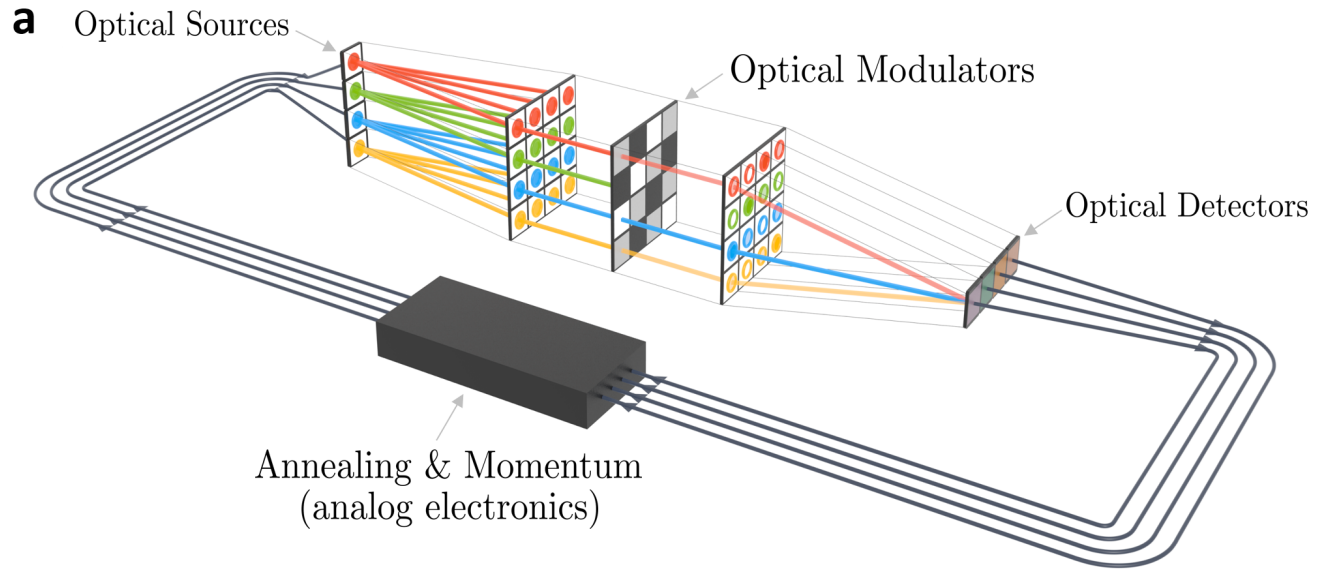 a
Optical Sources
Optical Modulators
Optical Detectors
Annealing & Momentum
(analog electronics)